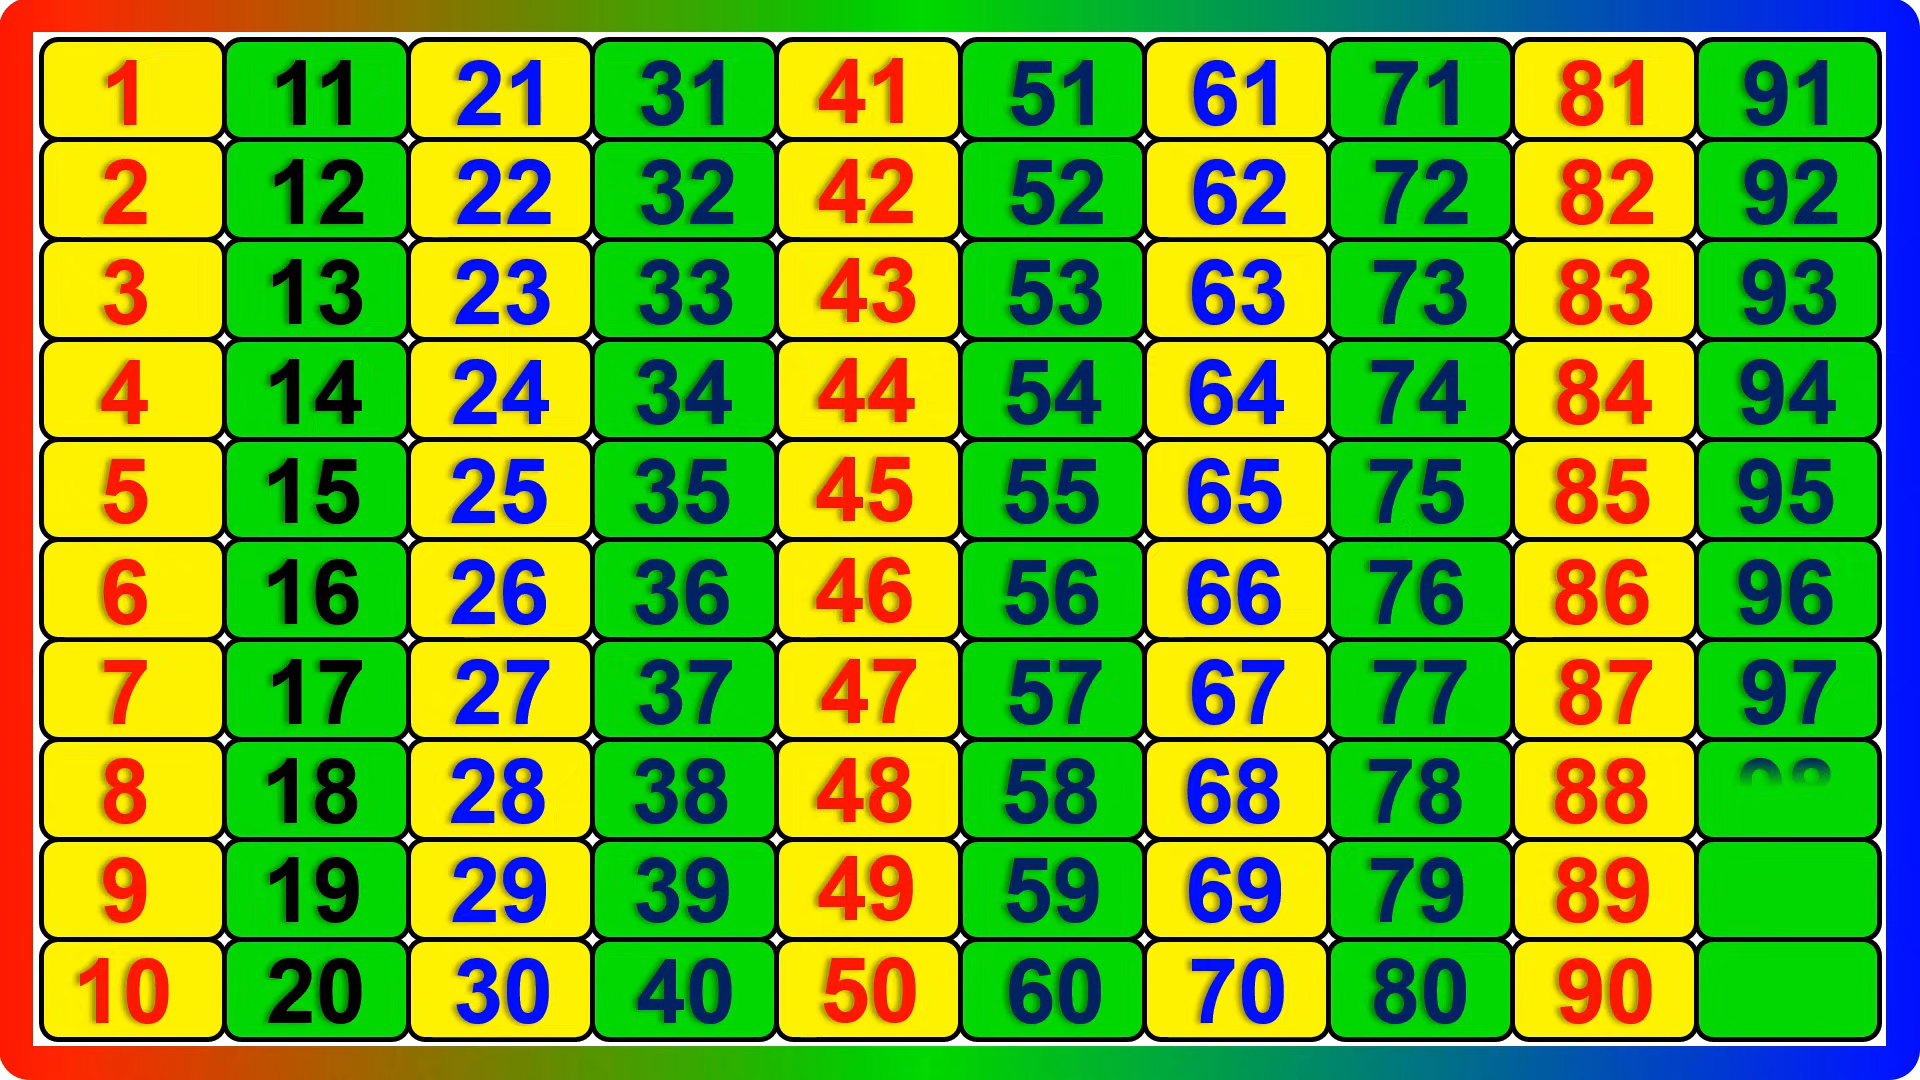 1 11 21 31 41 51 61 71 81 91
2 12 22 32 42 52 62 72 82 92
3 13 23 33 43 53 63 73 83 93
4 14 24 34 44 54 64 74 84 94
5 15 25 35 45 55 65 75 85 95
6 16 26 36 46 56 66 76 86 96
7 17 27 37 47 57 67 77 87 97
8 18 28 38 48 58 68 78 88
9 19 29 39 49 59 69 79 89
10 20 30 40 50 60 70 80 90